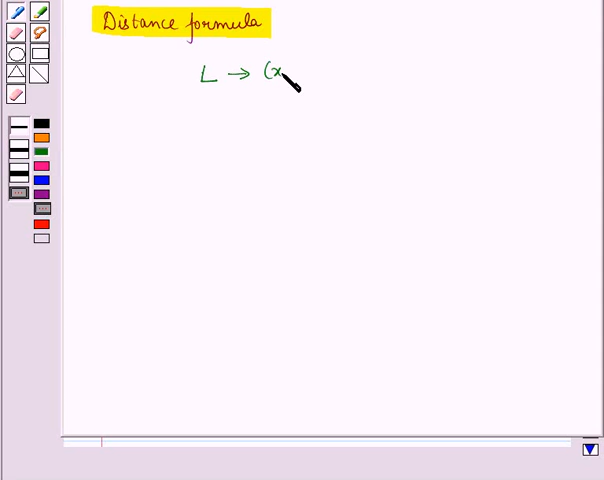 Distance formula
L → (x